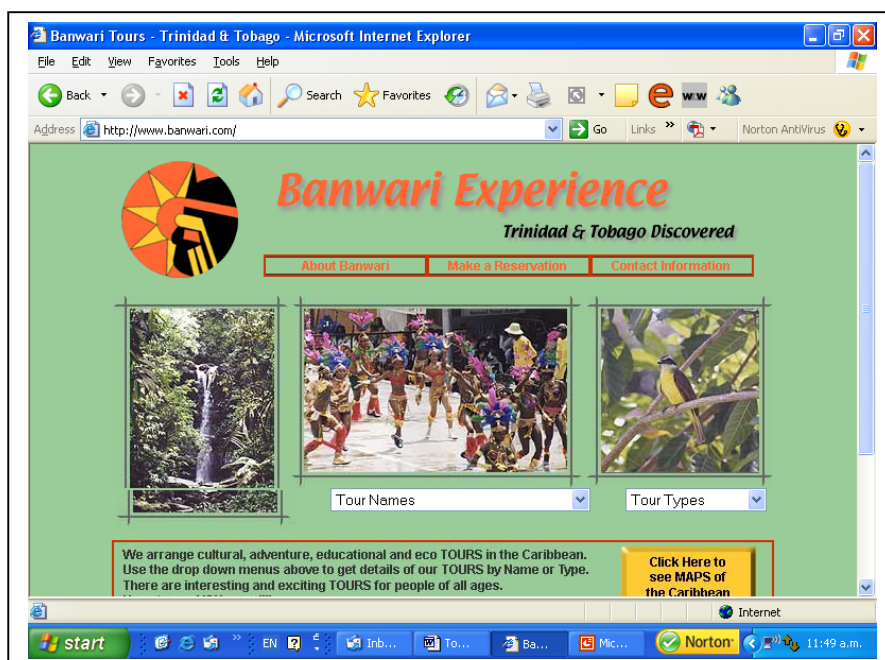 Banwari Tours - Trinidad & Tobago - Microsoft Internet Explorer
File Edit View Favorites Tools Help
Back Search Favorites W&W
Address http://www.banwari.com/ Go Links » Norton AntiVirus
Banwari Experience
Trinidad & Tobago Discovered
About Banwari Make a Reservation Contact Information
Tour Names Tour Types
We arrange cultural, adventure, educational and eco TOURS in the Caribbean.
Use the drop down menus above to get details of our TOURS by Name or Type.
There are interesting and exciting TOURS for people of all ages.
Click Here to
see MAPS of
the Caribbean
Internet
start » EN Inb... To... Ba... Mic... Norton 11:49 a.m.